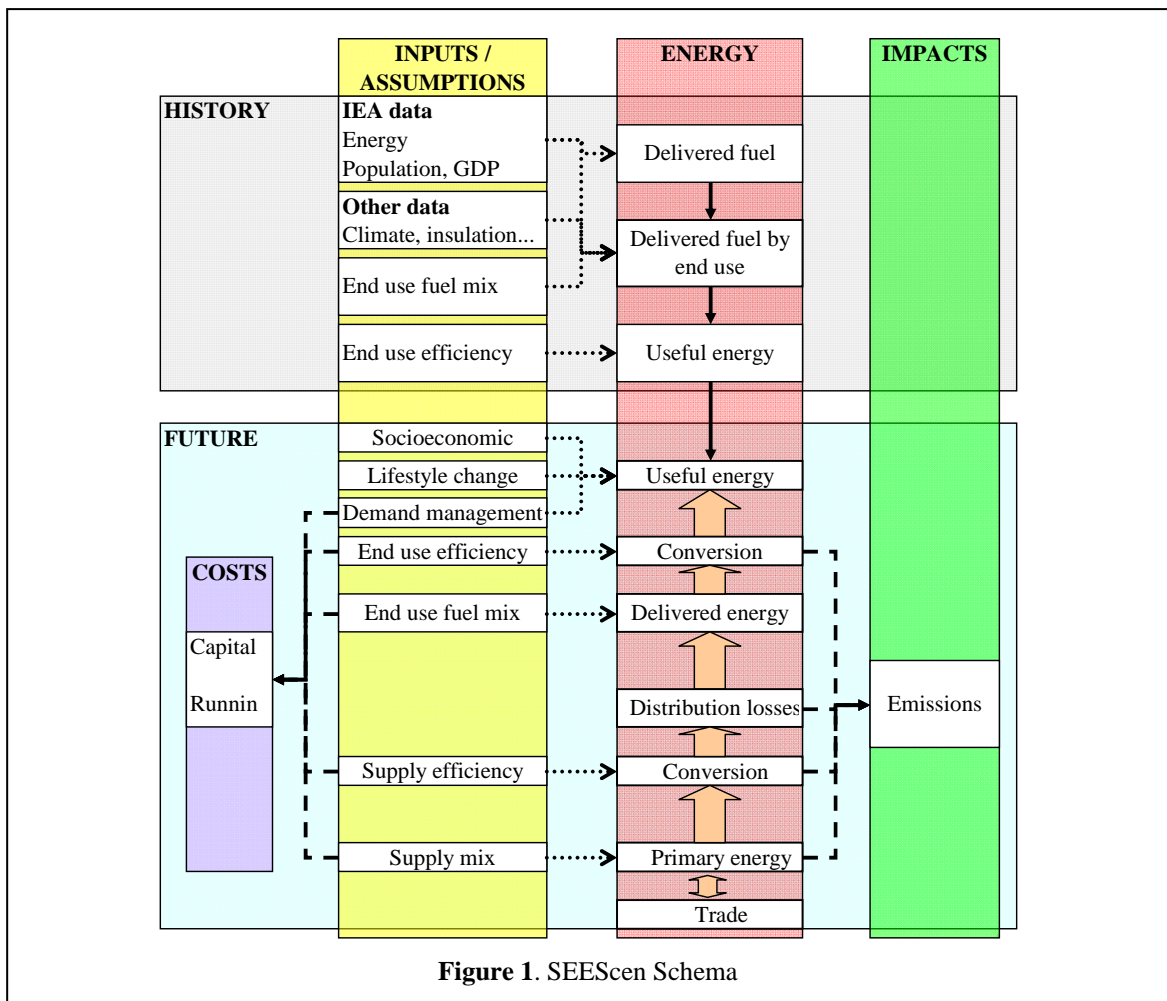 INPUTS /
ASSUMPTIONS
ENERGY
IMPACTS
HISTORY
IEA data
Energy
Population, GDP
Other data
Climate, insulation...
End use fuel mix
End use efficiency
Delivered fuel
Delivered fuel by
end use
Useful energy
FUTURE
Socioeconomic
Lifestyle change
Demand management
End use efficiency
End use fuel mix
Supply efficiency
Supply mix
COSTS
Capital
Runnin
Useful energy
Conversion
Delivered energy
Distribution losses
Conversion
Primary energy
Trade
Emissions
Figure 1. SEEScen Schema